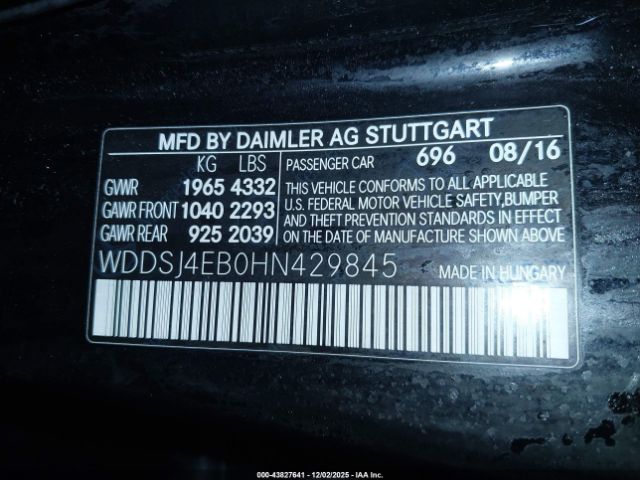 MFD BY DAIMLER AG STUTTGART
KG LBS
GVWR 1965 4332
GAWR FRONT 1040 2293
GAWR REAR 925 2039
PASSENGER CAR 696 08/16
THIS VEHICLE CONFORMS TO ALL APPLICABLE
U.S. FEDERAL MOTOR VEHICLE SAFETY,BUMPER
AND THEFT PREVENTION STANDARDS IN EFFECT
ON THE DATE OF MANUFACTURE SHOWN ABOVE
WDDSJ4EB0HN429845 MADE IN HUNGARY
000-43827641 - 12/02/2025 - IAA Inc.